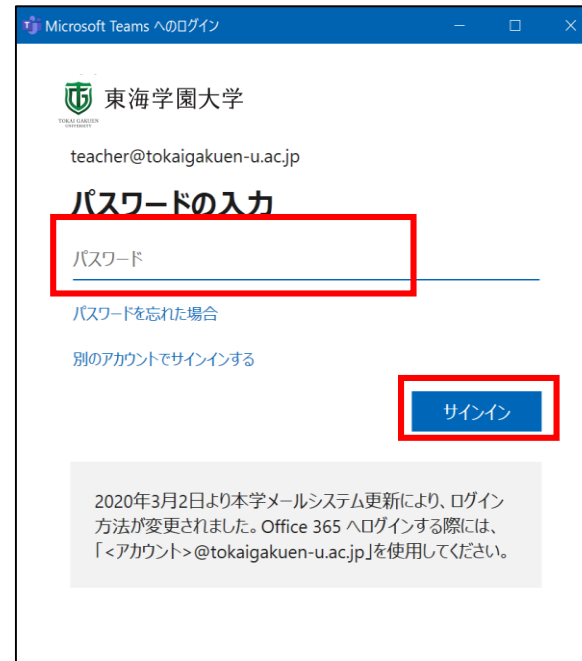 Microsoft Teams へのログイン
東海学園大学
TOKAI GAKUEN
UNIVERSITY
teacher@tokaigakuen-u.ac.jp
パスワードの入力
パスワード
パスワードを忘れた場合
別のアカウントでサインインする
サインイン
2020年3月2日より本学メールシステム更新により、ログイン
方法が変更されました。Office 365 へログインする際には、
「<アカウント>@tokaigakuen-u.ac.jp」を使用してください。